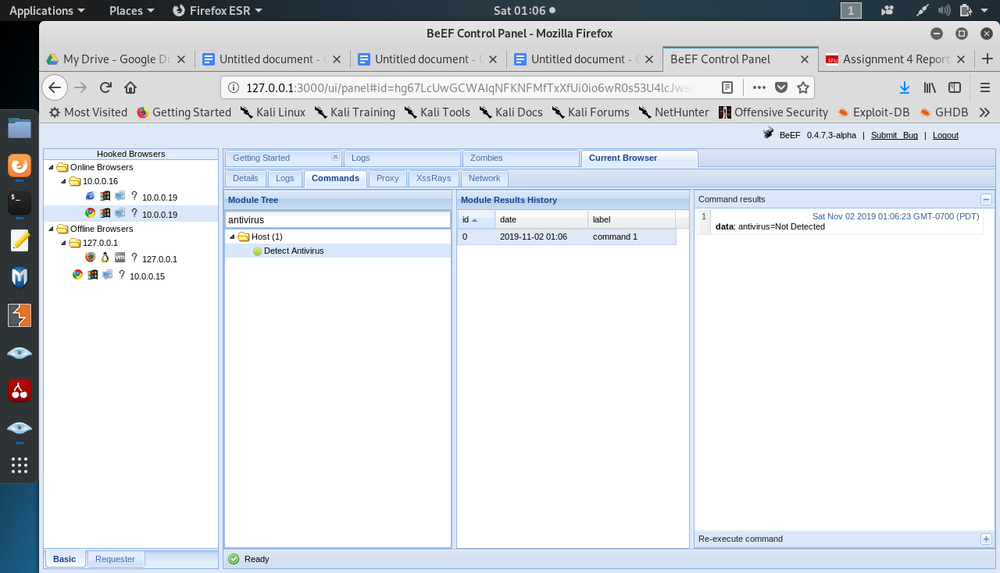 Applications Places Firefox ESR Sat 01:06 1
BeEF Control Panel - Mozilla Firefox
My Drive - Google Dr Untitled document - Untitled document - Untitled document - BeEF Control Panel SFU Assignment 4 Report
127.0.0.1:3000/ui/panel#id=hg67LcUwGCWAIqNFKNFMfTxXfUi0io6wR0s53U4lcJws
Most Visited Getting Started Kali Linux Kali Training Kali Tools Kali Docs Kali Forums NetHunter Offensive Security Exploit-DB GHDB
BeEF 0.4.7.3-alpha | Submit Bug | Logout
Hooked Browsers
Online Browsers
10.0.0.16
? 10.0.0.19
? 10.0.0.19
Offline Browsers
127.0.0.1
vm ? 127.0.0.1
? 10.0.0.15
Basic Requester
Getting Started Logs Zombies Current Browser
Details Logs Commands Proxy XssRays Network
Module Tree
antivirus
Host (1)
Detect Antivirus
Module Results History
id date label
0 2019-11-02 01:06 command 1
Command results
1 Sat Nov 02 2019 01:06:23 GMT-0700 (PDT)
data: antivirus=Not Detected
Re-execute command
Ready